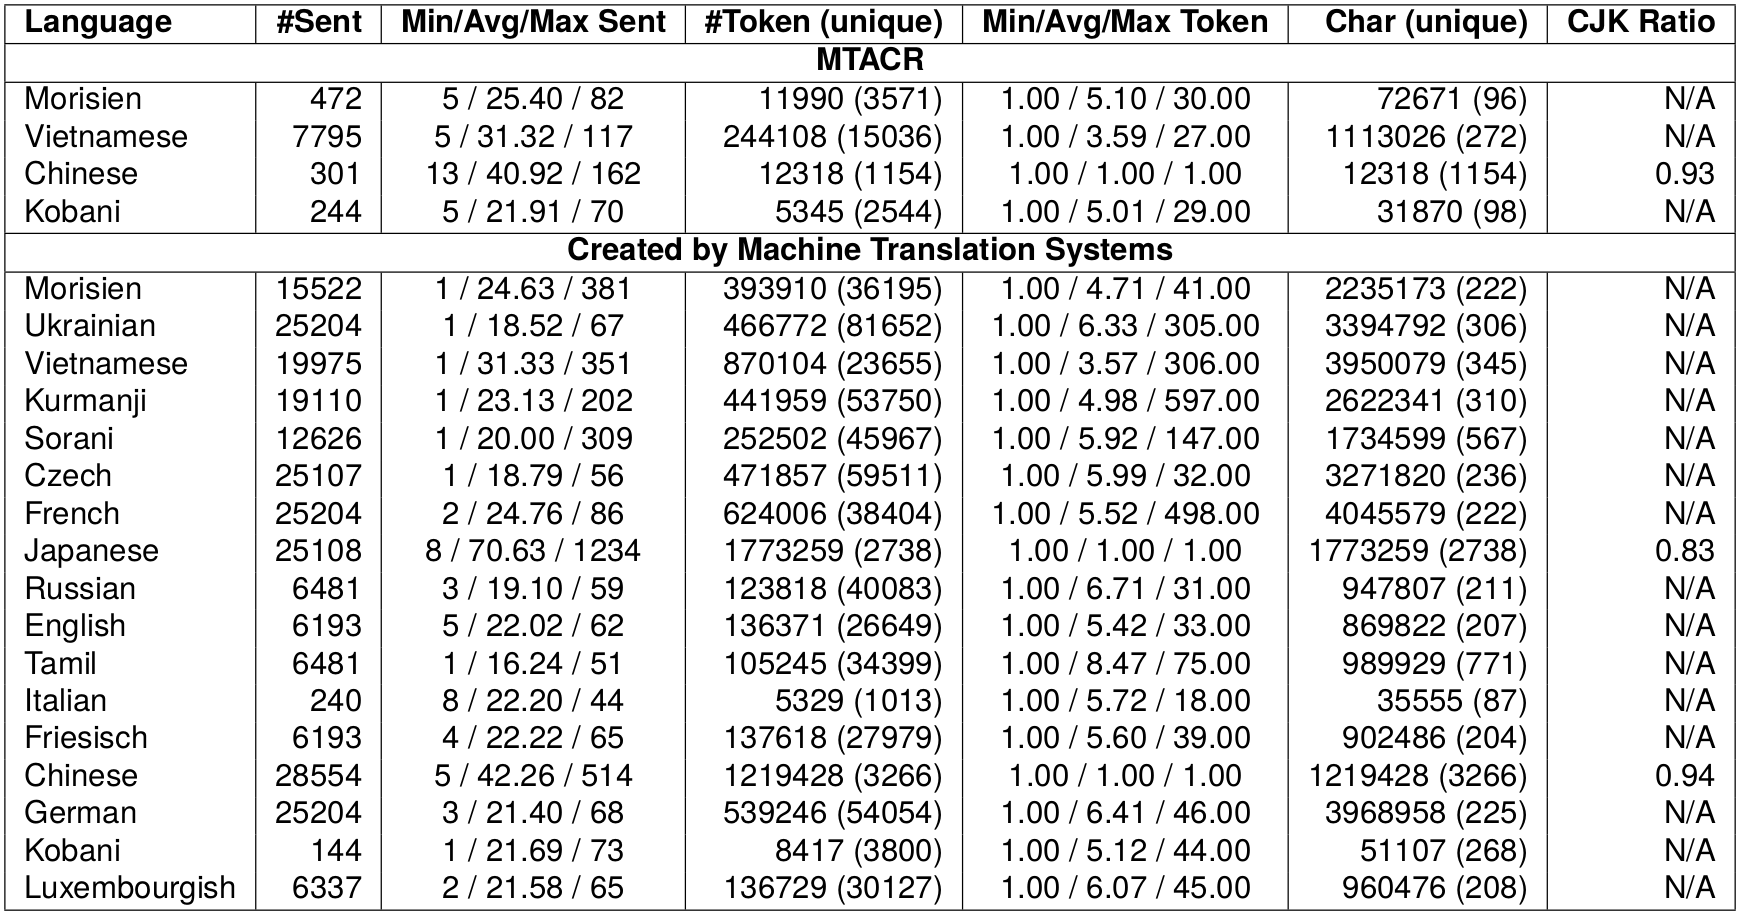 Language #Sent Min/Avg/Max Sent #Token (unique) Min/Avg/Max Token Char (unique) CJK Ratio
MTACR
Morisien 472 5 / 25.40 / 82 11990 (3571) 1.00 / 5.10 / 30.00 72671 (96) N/A
Vietnamese 7795 5 / 31.32 / 117 244108 (15036) 1.00 / 3.59 / 27.00 1113026 (272) N/A
Chinese 301 13 / 40.92 / 162 12318 (1154) 1.00 / 1.00 / 1.00 12318 (1154) 0.93
Kobani 244 5 / 21.91 / 70 5345 (2544) 1.00 / 5.01 / 29.00 31870 (98) N/A
Created by Machine Translation Systems
Morisien 15522 1 / 24.63 / 381 393910 (36195) 1.00 / 4.71 / 41.00 2235173 (222) N/A
Ukrainian 25204 1 / 18.52 / 67 466772 (81652) 1.00 / 6.33 / 305.00 3394792 (306) N/A
Vietnamese 19975 1 / 31.33 / 351 870104 (23655) 1.00 / 3.57 / 306.00 3950079 (345) N/A
Kurmanji 19110 1 / 23.13 / 202 441959 (53750) 1.00 / 4.98 / 597.00 2622341 (310) N/A
Sorani 12626 1 / 20.00 / 309 252502 (45967) 1.00 / 5.92 / 147.00 1734599 (567) N/A
Czech 25107 1 / 18.79 / 56 471857 (59511) 1.00 / 5.99 / 32.00 3271820 (236) N/A
French 25204 2 / 24.76 / 86 624006 (38404) 1.00 / 5.52 / 498.00 4045579 (222) N/A
Japanese 25108 8 / 70.63 / 1234 1773259 (2738) 1.00 / 1.00 / 1.00 1773259 (2738) 0.83
Russian 6481 3 / 19.10 / 59 123818 (40083) 1.00 / 6.71 / 31.00 947807 (211) N/A
English 6193 5 / 22.02 / 62 136371 (26649) 1.00 / 5.42 / 33.00 869822 (207) N/A
Tamil 6481 1 / 16.24 / 51 105245 (34399) 1.00 / 8.47 / 75.00 989929 (771) N/A
Italian 240 8 / 22.20 / 44 5329 (1013) 1.00 / 5.72 / 18.00 35555 (87) N/A
Friesisch 6193 4 / 22.22 / 65 137618 (27979) 1.00 / 5.60 / 39.00 902486 (204) N/A
Chinese 28554 5 / 42.26 / 514 1219428 (3266) 1.00 / 1.00 / 1.00 1219428 (3266) 0.94
German 25204 3 / 21.40 / 68 539246 (54054) 1.00 / 6.41 / 46.00 3968958 (225) N/A
Kobani 144 1 / 21.69 / 73 8417 (3800) 1.00 / 5.12 / 44.00 51107 (268) N/A
Luxembourgish 6337 2 / 21.58 / 65 136729 (30127) 1.00 / 6.07 / 45.00 960476 (208) N/A